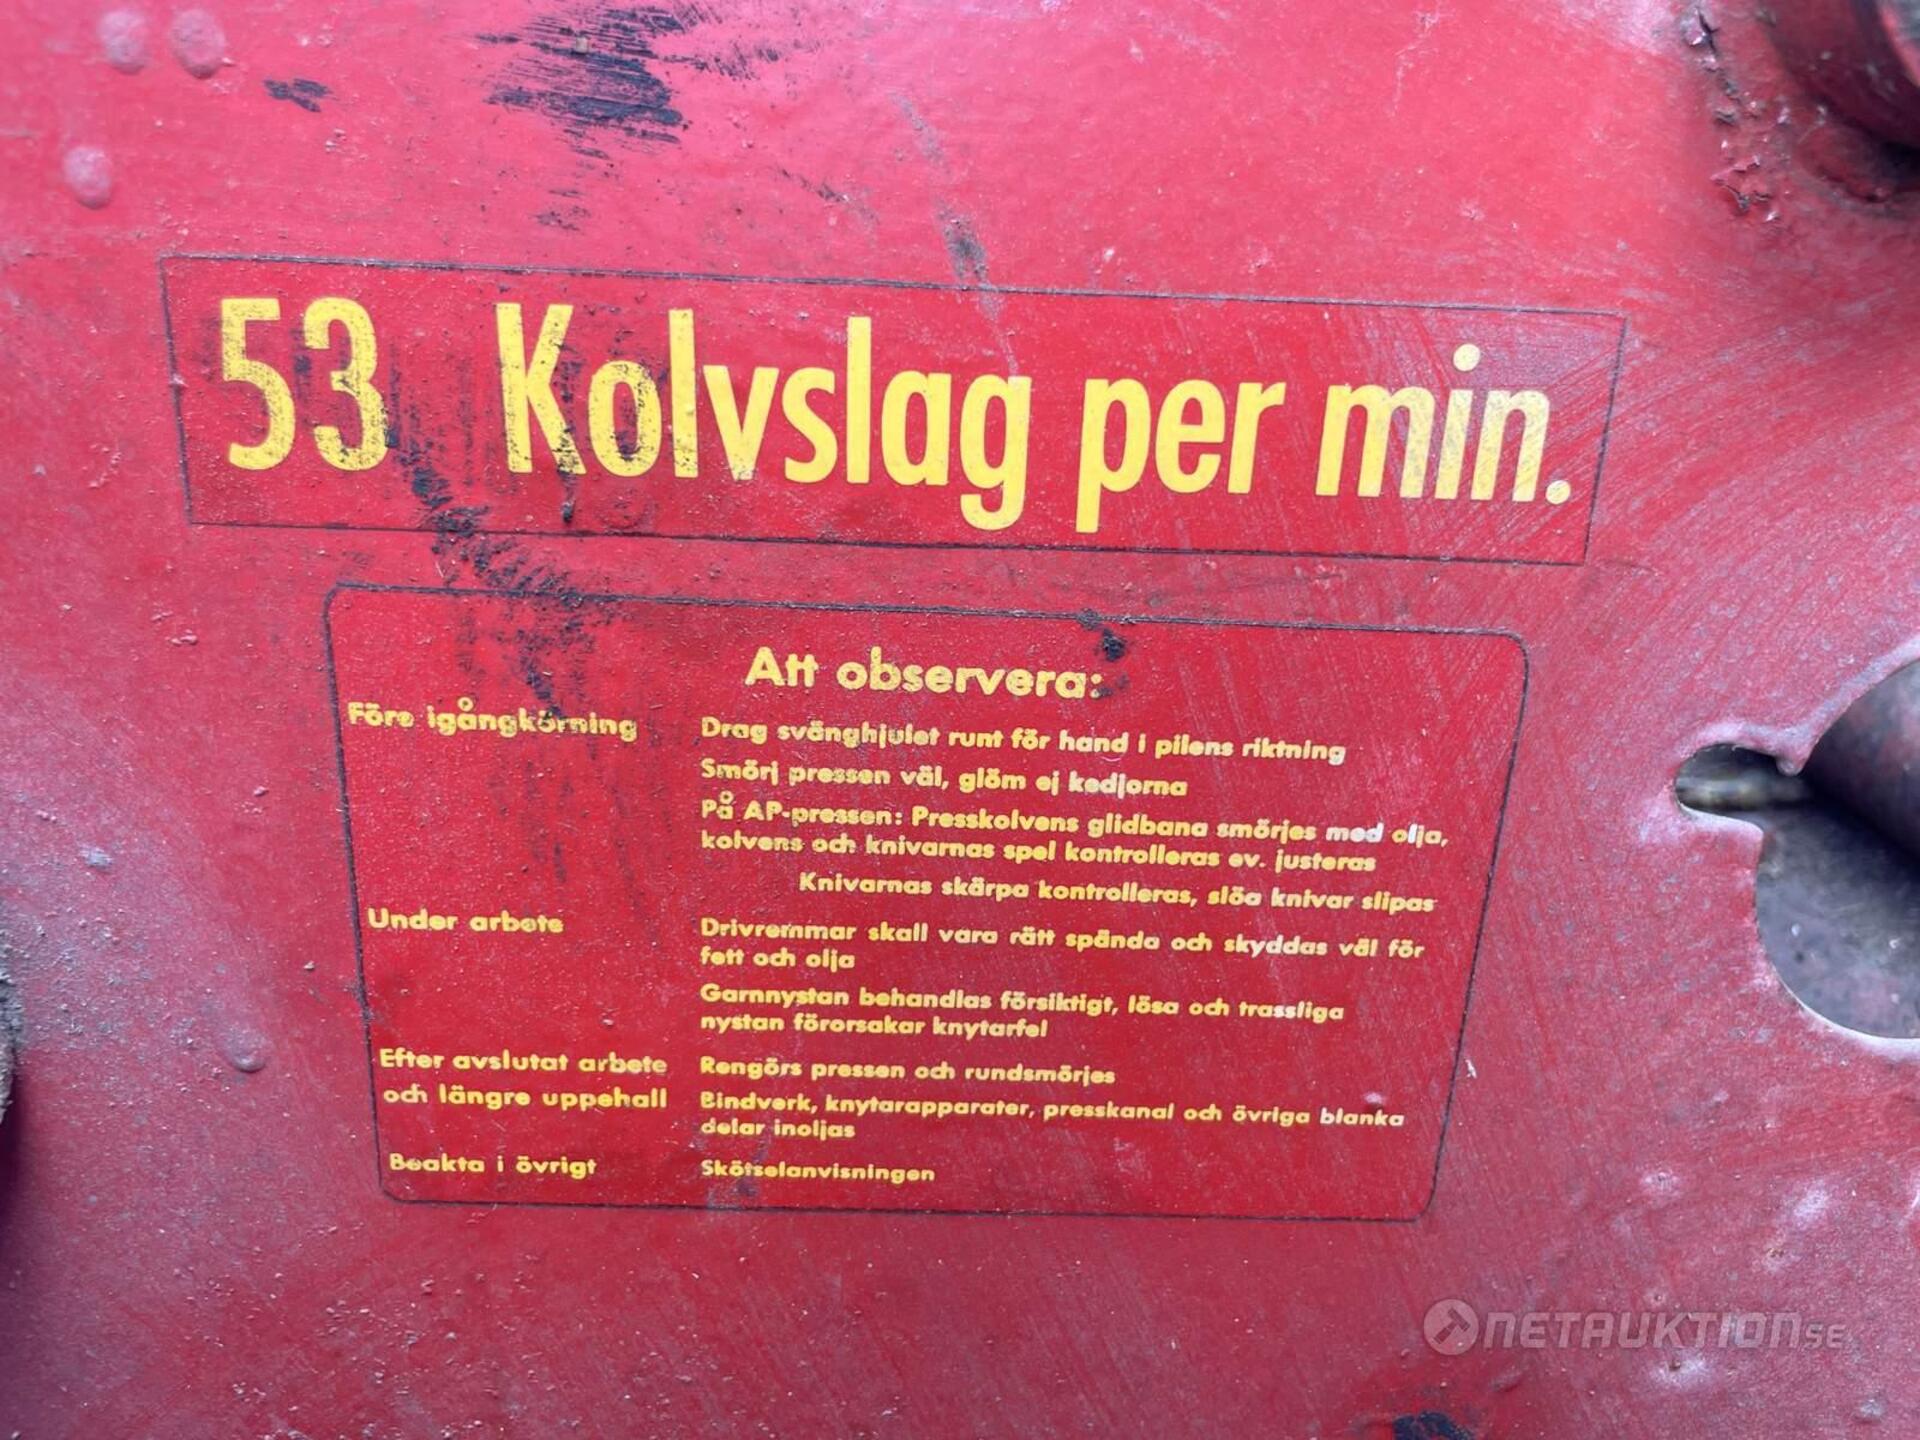 53 Kolvslag per min.
Att observera:
Före igångkörning
Drag svänghjulet runt för hand i pilens riktning
Smörj pressen väl, glöm ej kedjorna
På AP-pressen: Presskolvens glidbana smörjes med olja,
kolvens och knivarnas spel kontrolleras ev. justeras
Knivarnas skärpa kontrolleras, slöa knivar slipas
Under arbete
Drivremmar skall vara rätt spända och skyddas väl för
fett och olja
Garnnystan behandlas försiktigt, lösa och trassliga
nystan förorsakar knytarfel
Efter avslutat arbete
och längre uppehall
Rengörs pressen och rundsmörjes
Bindverk, knytarapparater, presskanal och övriga blanka
delar inoljas
Beakta i övrigt
Skötselanvisningen
NETAUKTION.SE